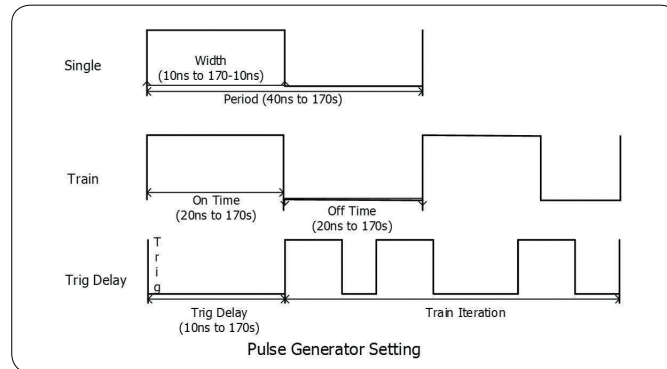 Single
Width
(10ns to 170-10ns)
Period (40ns to 170s)
Train
On Time
(20ns to 170s)
Off Time
(20ns to 170s)
Trig
Trig Delay
Trig Delay
(10ns to 170s)
Train Iteration
Pulse Generator Setting